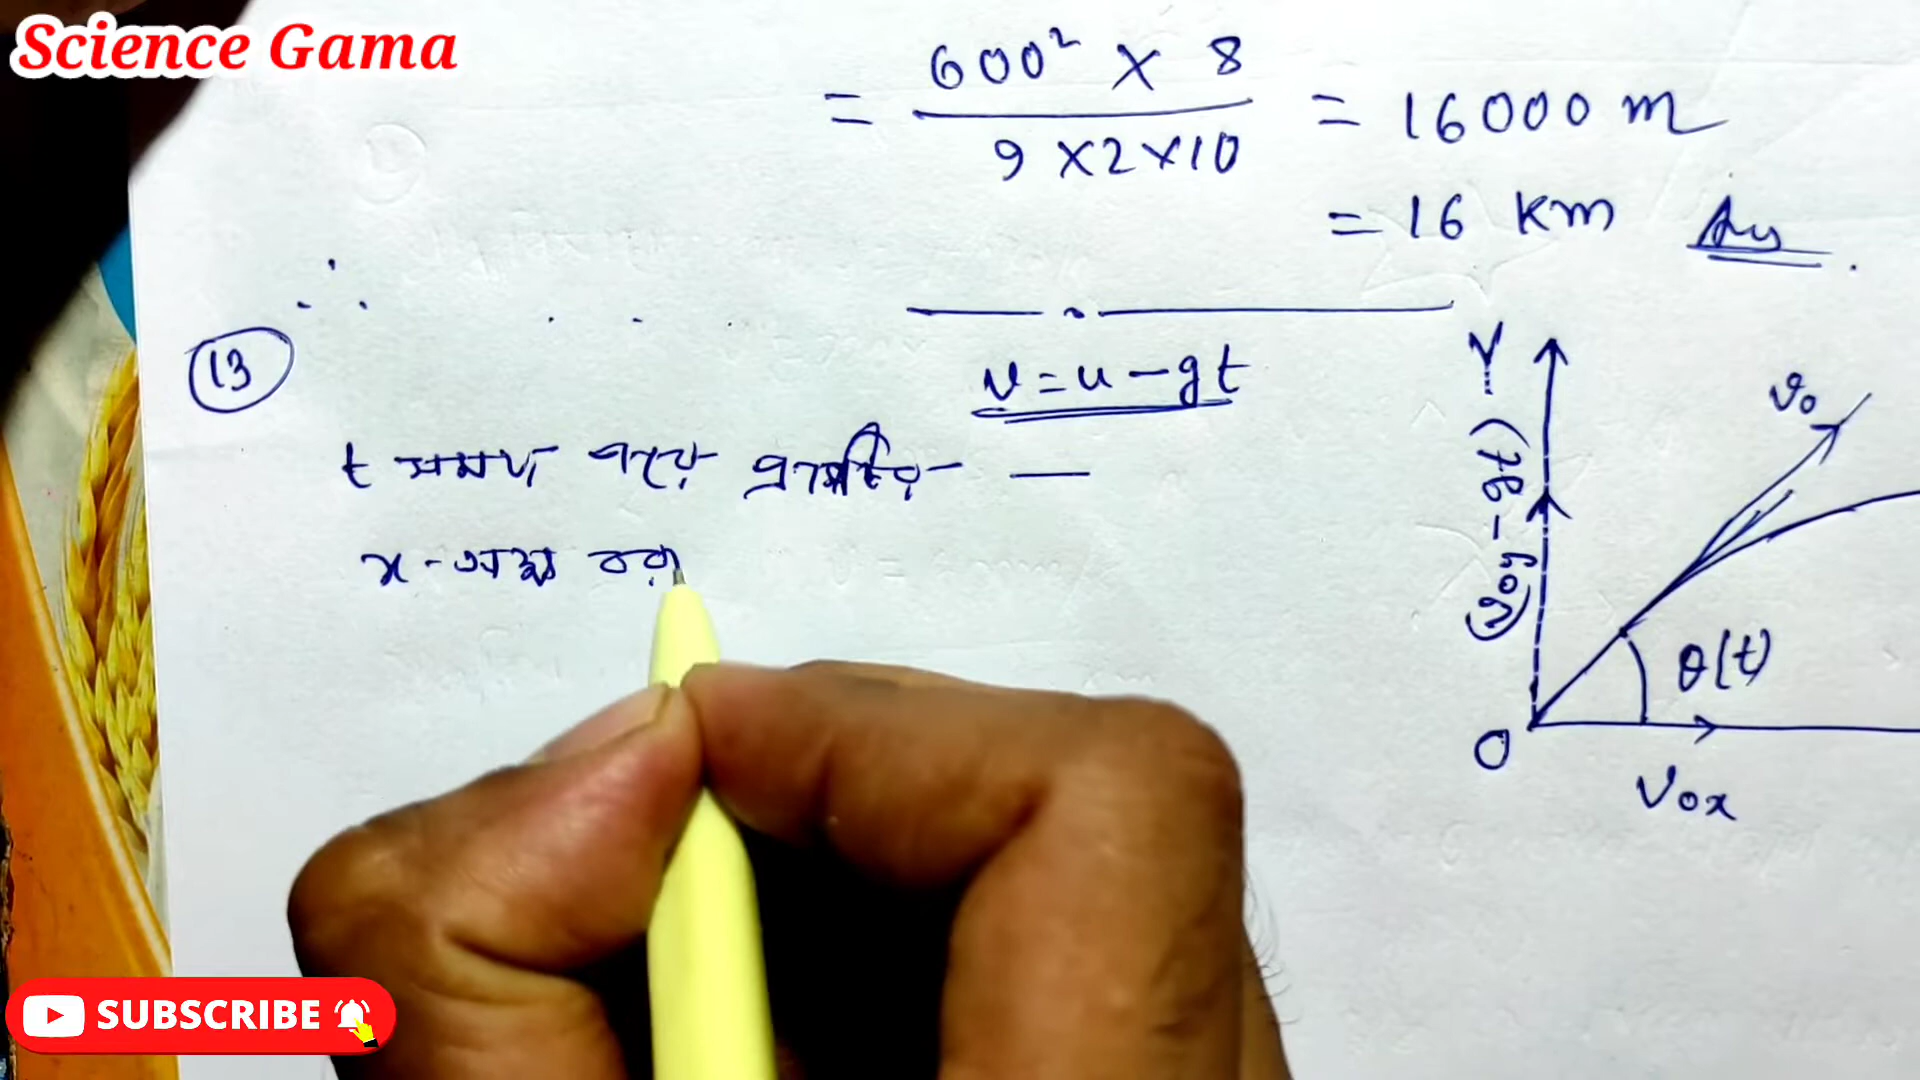 Science Gama
= 600² × 8 / 9 × 2 × 10 = 16000 m
= 16 km Ans.
13
v = u - gt
t সময় পরে প্রাসটির —
x-অক্ষ বরা
Y
(v₀y - gt)
v₀
θ(t)
O
v₀x
SUBSCRIBE